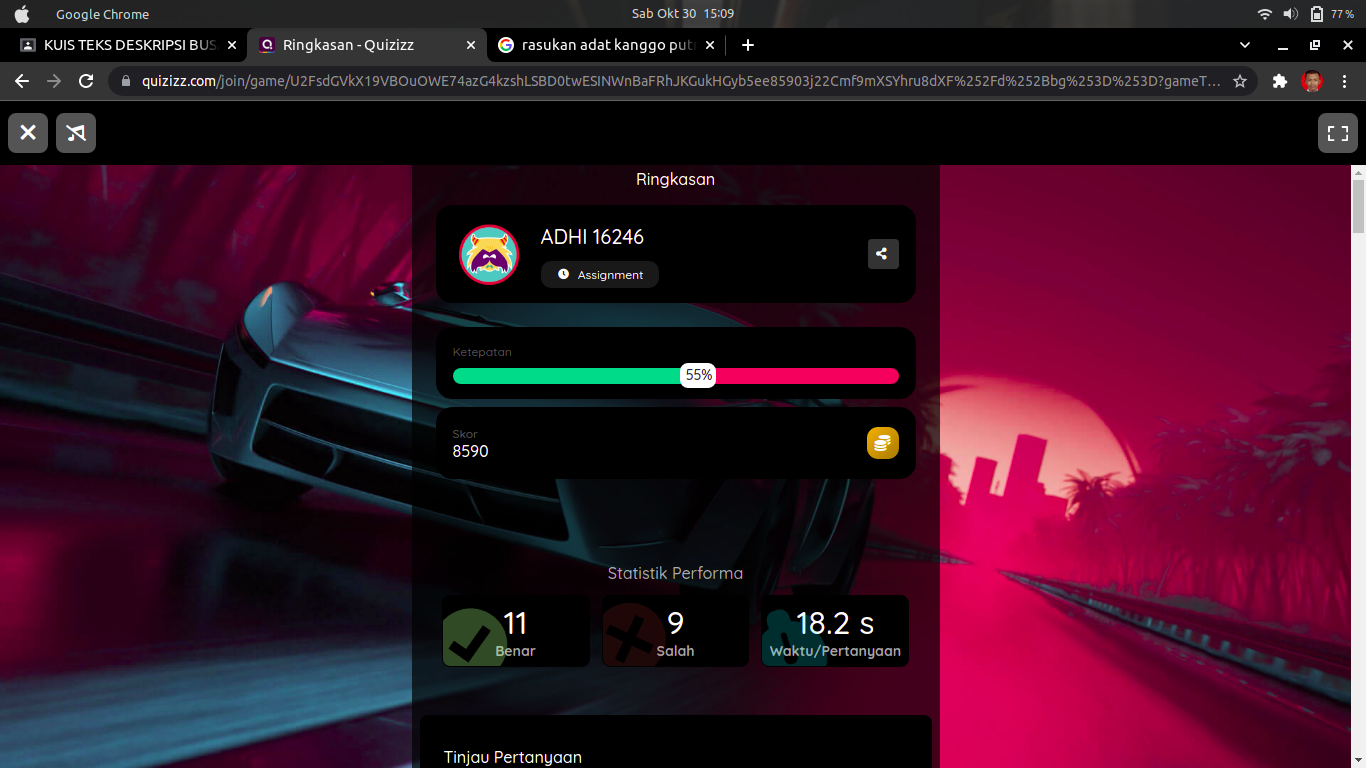 Google Chrome
Sab Okt 30 15:09
77 %
KUIS TEKS DESKRIPSI BUS
Ringkasan - Quizizz
rasukan adat kanggo putr
quizizz.com/join/game/U2FsdGVkX19VBOuOWE74azG4kzshLSBD0twESINWnBaFRhJKGukHGyb5ee85903j22Cmf9mXSYhru8dXF%252Fd%252Bbg%253D%253D?gameT...
Ringkasan
ADHI 16246
Assignment
Ketepatan
55%
Skor
8590
Statistik Performa
11
Benar
9
Salah
18.2 s
Waktu/Pertanyaan
Tinjau Pertanyaan